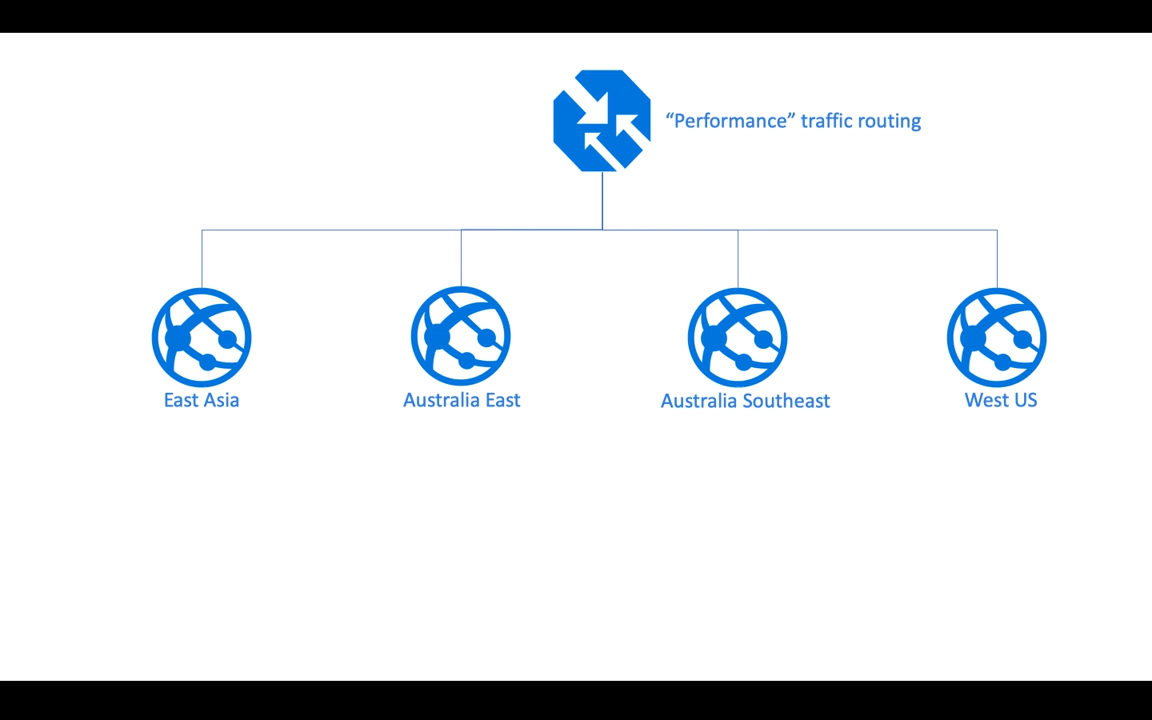 “Performance” traffic routing
East Asia
Australia East
Australia Southeast
West US